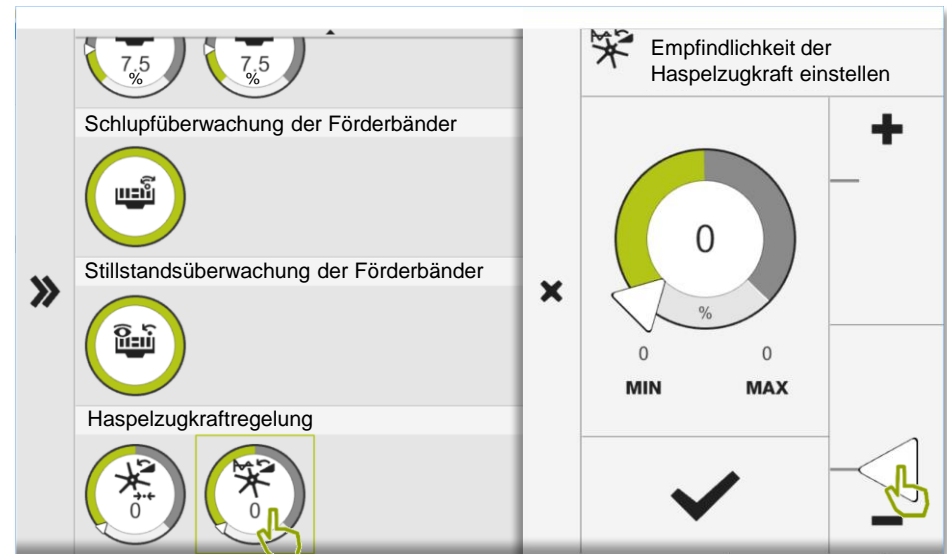 7,5
%
7,5
%
Schlupfüberwachung der Förderbänder
Stillstandsüberwachung der Förderbänder
Haspelzugkraftregelung
0
0
Empfindlichkeit der
Haspelzugkraft einstellen
0
%
0
0
MIN
MAX